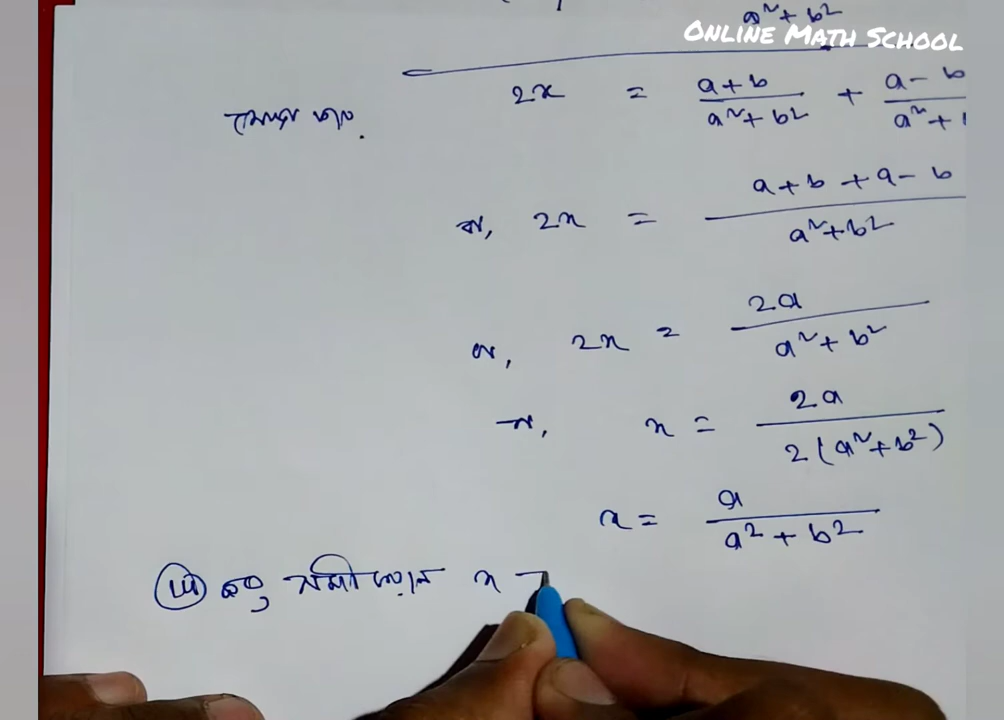 a² + b²
ONLINE MATH SCHOOL
2x = a+b / a²+b² + a-b / a²+
যোগ করে.
বা, 2x = a+b+a-b / a²+b²
বা, 2x = 2a / a²+b²
বা, x = 2a / 2(a²+b²)
x = a / a²+b²
সমীকরণে x